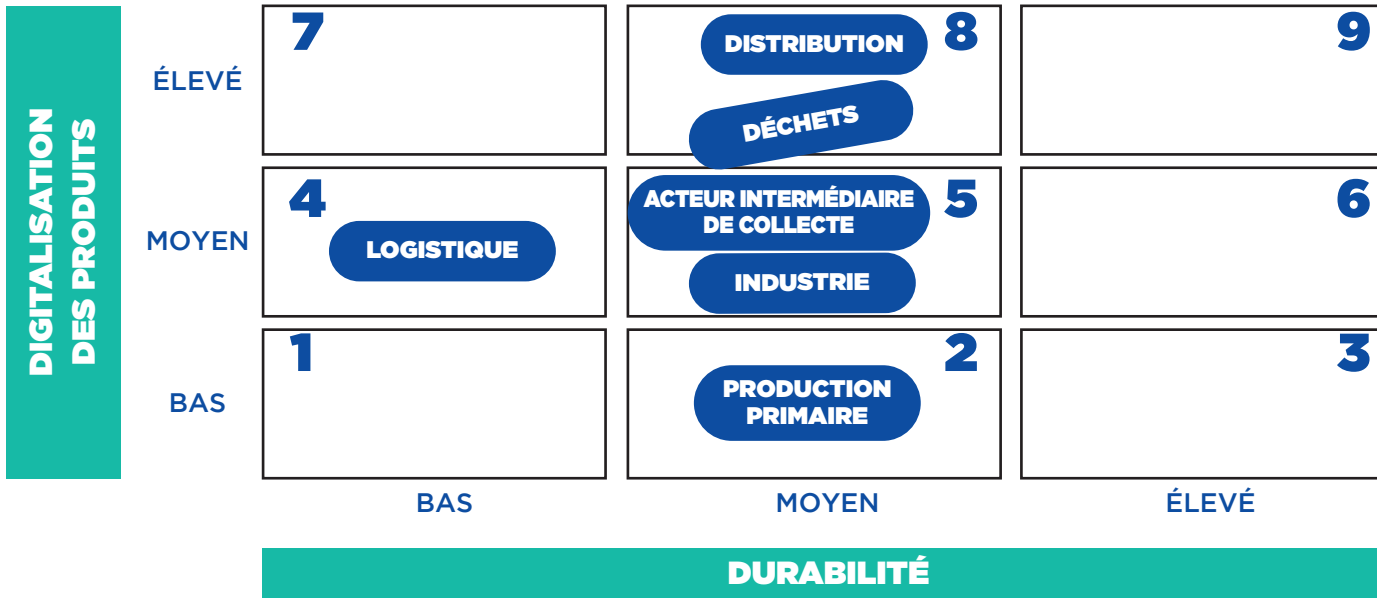 DIGITALISATION
DES PRODUITS
ÉLEVÉ
7
DISTRIBUTION
8
DÉCHETS
9
MOYEN
4
LOGISTIQUE
ACTEUR INTERMÉDIAIRE
DE COLLECTE
5
INDUSTRIE
6
BAS
1
PRODUCTION
PRIMAIRE
2
3
BAS
MOYEN
ÉLEVÉ
DURABILITÉ